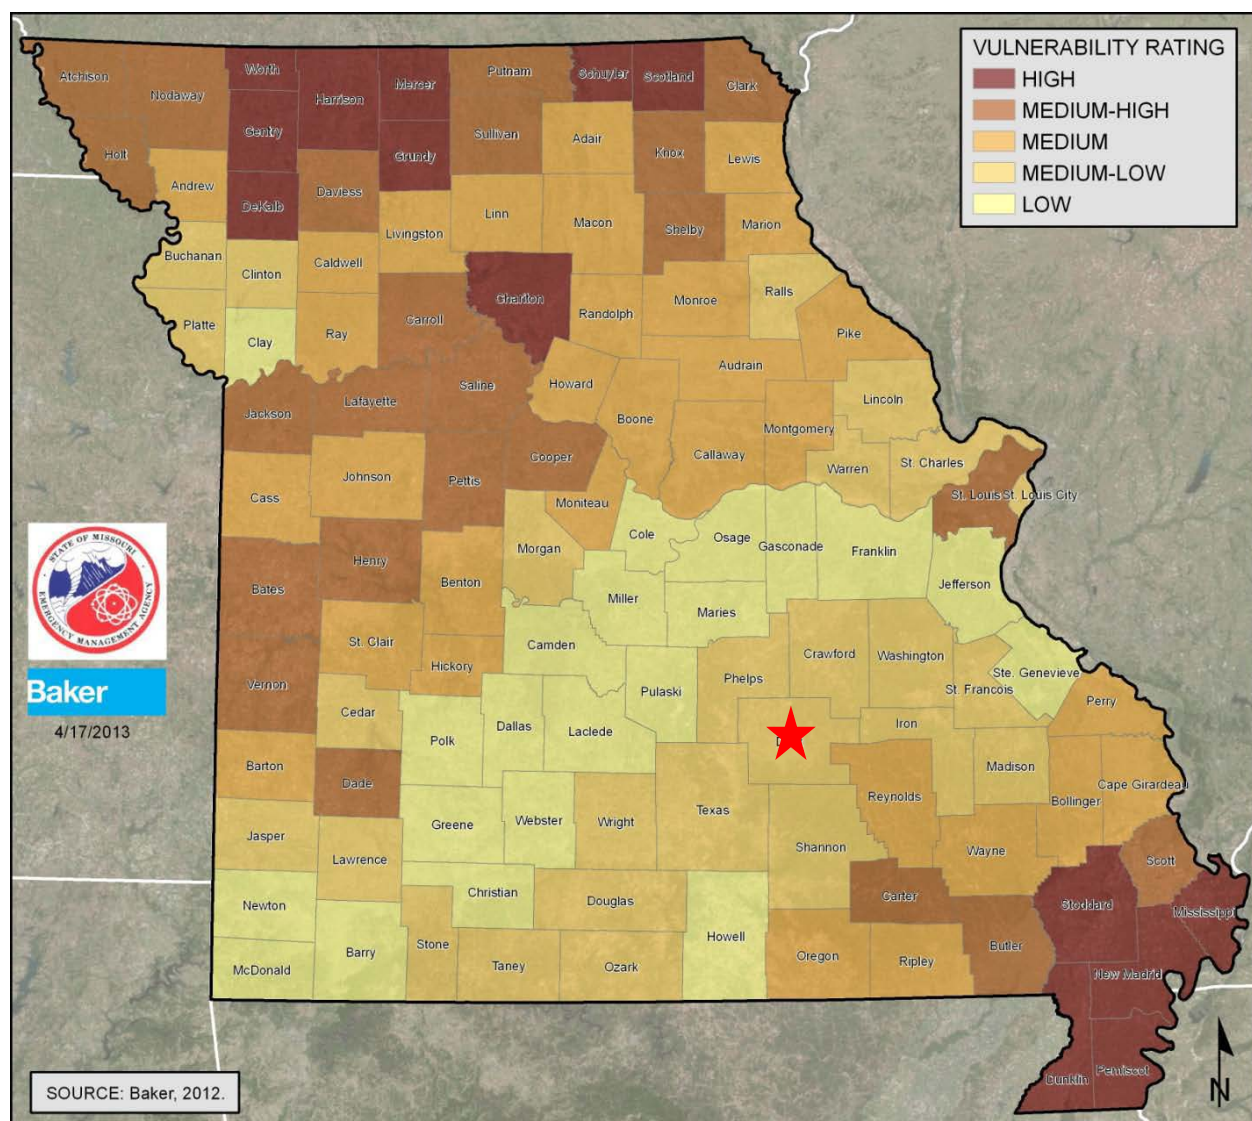 VULNERABILITY RATING
HIGH
MEDIUM-HIGH
MEDIUM
MEDIUM-LOW
LOW
Atchison
Nodaway
Worth
Harrison
Mercer
Putnam
Schuyler
Scotland
Clark
Holt
Gentry
Grundy
Sullivan
Adair
Knox
Lewis
Andrew
DeKalb
Daviess
Livingston
Linn
Macon
Shelby
Marion
Buchanan
Clinton
Caldwell
Chariton
Randolph
Monroe
Ralls
Platte
Clay
Ray
Carroll
Pike
Audrain
Saline
Howard
Boone
Jackson
Lafayette
Lincoln
Callaway
Montgomery
Cooper
Warren
St. Charles
Cass
Johnson
Pettis
Moniteau
St. Louis
St. Louis City
Cole
Osage
Gasconade
Franklin
Morgan
Henry
Bates
Benton
Miller
Maries
Jefferson
St. Clair
Hickory
Camden
Crawford
Washington
Ste. Genevieve
Vernon
Phelps
Pulaski
St. Francois
Perry
Cedar
Polk
Dallas
Laclede
D
Iron
Barton
Dade
Madison
Cape Girardeau
Reynolds
Bollinger
Jasper
Greene
Webster
Wright
Texas
Shannon
Wayne
Lawrence
Scott
Christian
Douglas
Carter
Stoddard
Mississippi
Newton
Barry
Stone
Howell
Butler
McDonald
Taney
Ozark
Oregon
Ripley
New Madrid
Dunklin
Pemiscot
STATE OF MISSOURI
EMERGENCY MANAGEMENT AGENCY
Baker
4/17/2013
SOURCE: Baker, 2012.
N